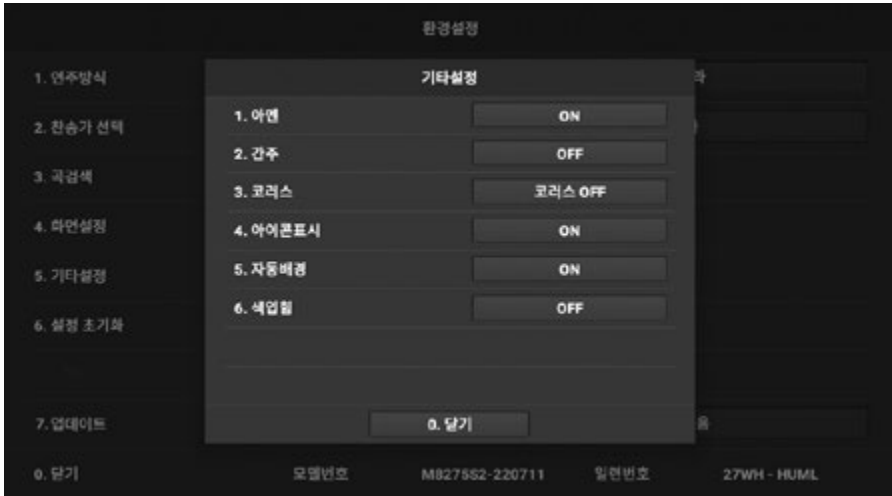 환경설정
1. 연주방식
2. 찬송가 선택
3. 곡검색
4. 화면설정
5. 기타설정
6. 설정 초기화
7. 업데이트
0. 닫기
모델번호 M8275S2-220711 일련번호 27WH - HUML
기타설정
1. 아멘 ON
2. 간주 OFF
3. 코러스 코러스 OFF
4. 아이콘표시 ON
5. 자동배경 ON
6. 색입힘 OFF
0. 닫기